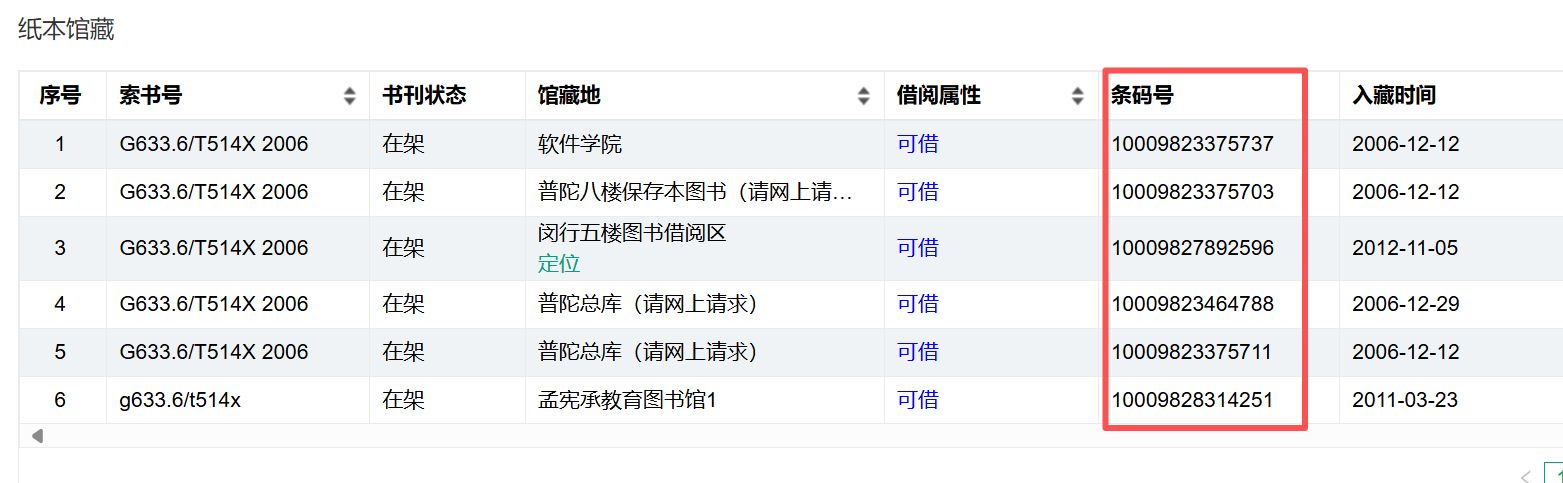 纸本馆藏
序号 索书号 书刊状态 馆藏地 借阅属性 条码号 入藏时间
1 G633.6/T514X 2006 在架 软件学院 可借 10009823375737 2006-12-12
2 G633.6/T514X 2006 在架 普陀八楼保存本图书（请网上请… 可借 10009823375703 2006-12-12
3 G633.6/T514X 2006 在架 闵行五楼图书借阅区 可借 10009827892596 2012-11-05
定位
4 G633.6/T514X 2006 在架 普陀总库（请网上请求） 可借 10009823464788 2006-12-29
5 G633.6/T514X 2006 在架 普陀总库（请网上请求） 可借 10009823375711 2006-12-12
6 g633.6/t514x 在架 孟宪承教育图书馆1 可借 10009828314251 2011-03-23